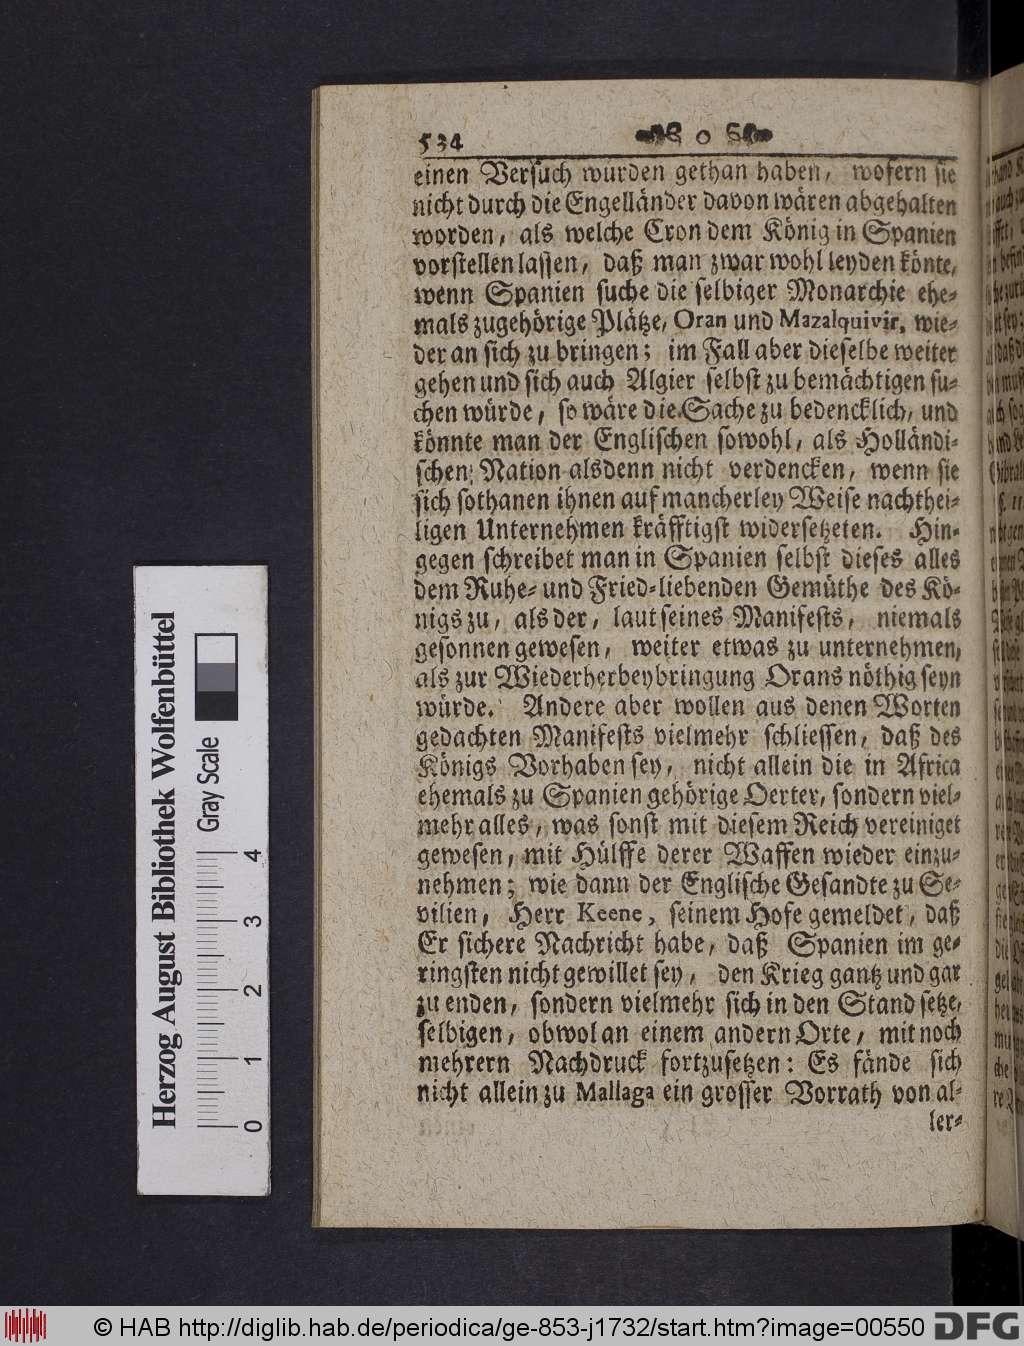 534
einen Versuch würden gethan haben, wofern sie
nicht durch die Engelländer davon wären abgehalten
worden, als welche Cron dem König in Spanien
vorstellen lassen, daß man zwar wohl leyden könte,
wenn Spanien suche die selbiger Monarchie ehe-
mals zugehörige Plätze, Oran und Mazalquivir, wie-
der an sich zu bringen; im Fall aber dieselbe weiter
gehen und sich auch Algier selbst zu bemächtigen su-
chen würde, so wäre die Sache zu bedencklich, und
könnte man der Englischen sowohl, als Holländi-
schen Nation alsdenn nicht verdencken, wenn sie
sich sothanen ihnen auf mancherley Weise nachthei-
ligen Unternehmen kräfftigst widersetzeten. Hin-
gegen schreibet man in Spanien selbst dieses alles
dem Ruhe- und Fried-liebenden Gemüthe des Kö-
nigs zu, als der, laut seines Manifests, niemals
gesonnen gewesen, weiter etwas zu unternehmen,
als zur Wiederherbeybringung Orans nöthig seyn
würde. Andere aber wollen aus denen Worten
gedachten Manifests vielmehr schliessen, daß des
Königs Vorhaben sey, nicht allein die in Africa
ehemals zu Spanien gehörige Oerter, sondern viel-
mehr alles, was sonst mit diesem Reich vereiniget
gewesen, mit Hülffe derer Waffen wieder einzu-
nehmen; wie dann der Englische Gesandte zu Se-
vilien, Herr Keene, seinem Hofe gemeldet, daß
Er sichere Nachricht habe, daß Spanien im ge-
ringsten nicht gewillet sey, den Krieg gantz und gar
zu enden, sondern vielmehr sich in den Stand setze,
selbigen, obwol an einem andern Orte, mit noch
mehrern Nachdruck fortzusetzen: Es fände sich
nicht allein zu Mallaga ein grosser Vorrath von al-
ler-
Herzog August Bibliothek Wolfenbüttel
Gray Scale
0 1 2 3 4
© HAB http://diglib.hab.de/periodica/ge-853-j1732/start.htm?image=00550
DFG